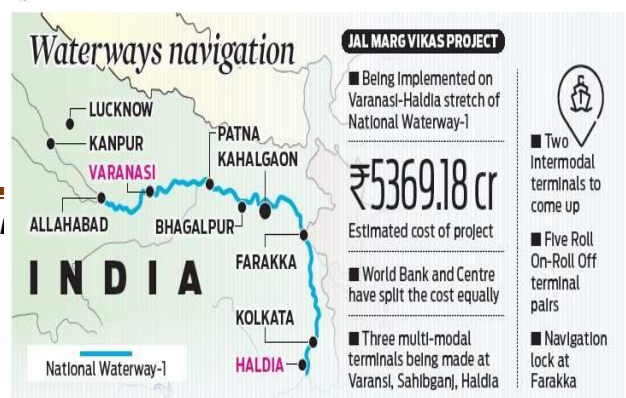 Waterways navigation
LUCKNOW
KANPUR
VARANASI
PATNA
KAHALGAON
ALLAHABAD
BHAGALPUR
FARAKKA
INDIA
KOLKATA
HALDIA
National Waterway-1
JAL MARG VIKAS PROJECT
■ Being implemented on
Varanasi-Haldia stretch of
National Waterway-1
₹5369.18 cr
Estimated cost of project
■ World Bank and Centre
have split the cost equally
■ Three multi-modal
terminals being made at
Varansi, Sahibganj, Haldia
■ Two
intermodal
terminals to
come up
■ Five Roll
On-Roll Off
terminal
pairs
■ Navigation
lock at
Farakka